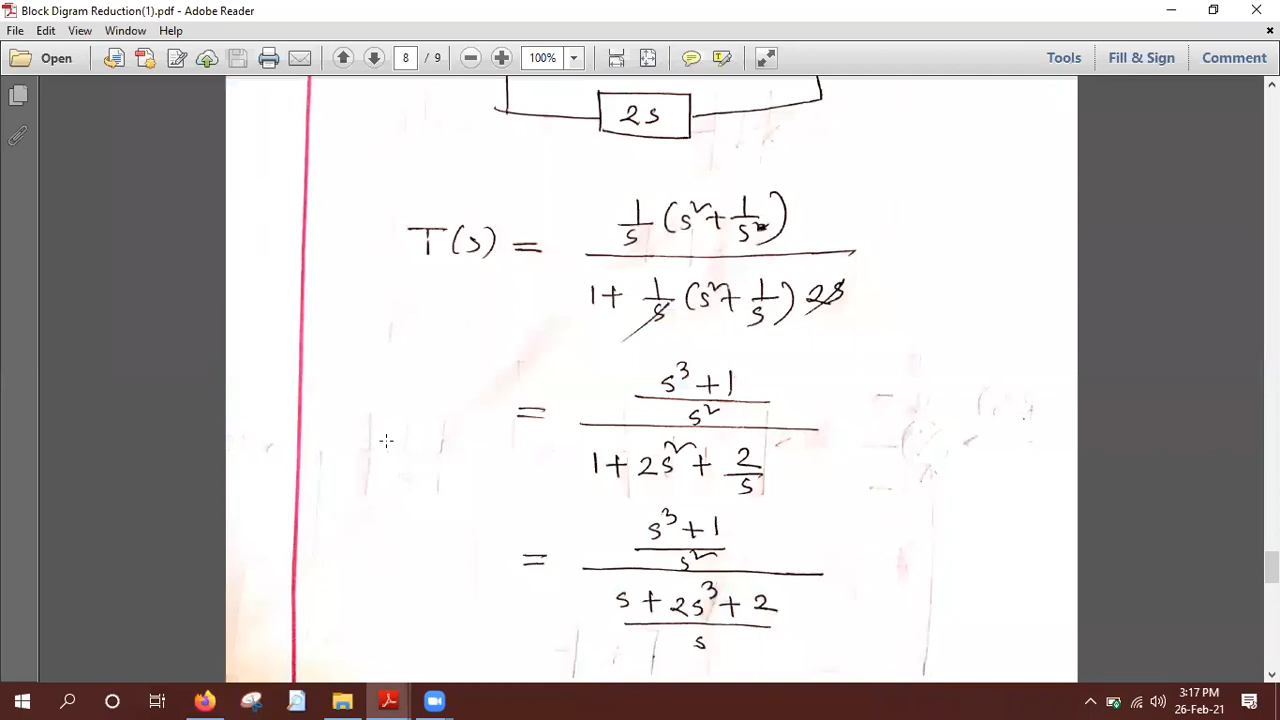 Block Digram Reduction(1).pdf - Adobe Reader
File Edit View Window Help
Open 8 / 9 100% Tools Fill & Sign Comment
2s
T(s) = 1/s (s² + 1/s) / 1 + 1/s (s² + 1/s) 2s
= s³ + 1 / s² / 1 + 2s² + 2/s
= s³ + 1 / s² / s + 2s³ + 2 / s
3:17 PM
26-Feb-21